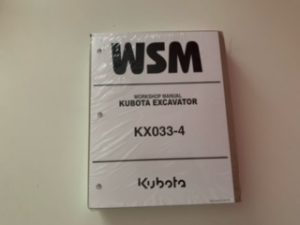 WSM
WORKSHOP MANUAL
KUBOTA EXCAVATOR
KX033-4
Kubota